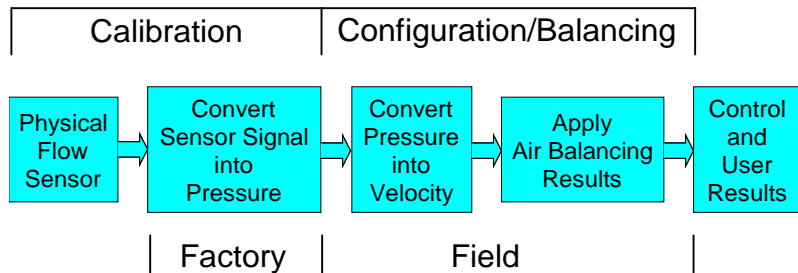 Calibration
Configuration/Balancing
Physical
Flow
Sensor
Convert
Sensor Signal
into
Pressure
Convert
Pressure
into
Velocity
Apply
Air Balancing
Results
Control
and
User
Results
Factory
Field